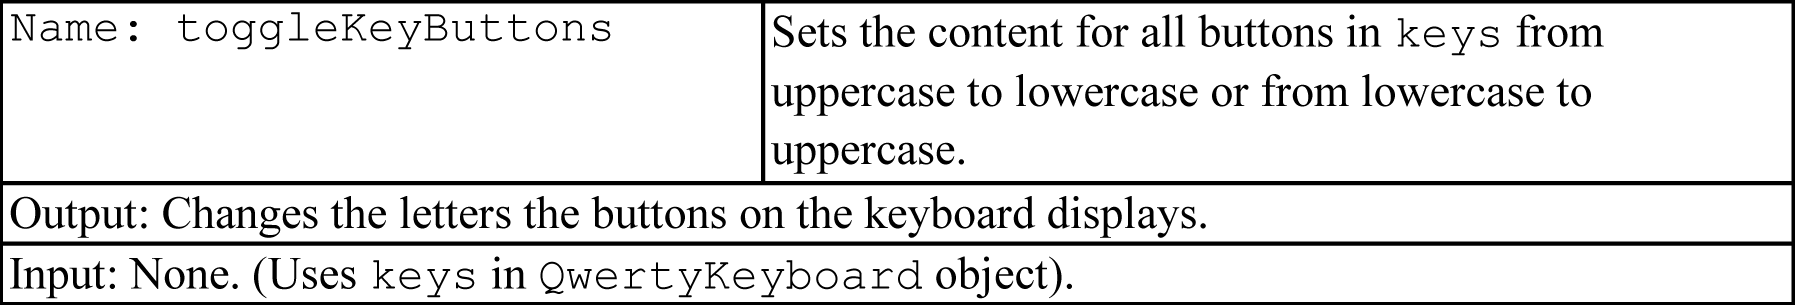 Name: toggleKeyButtons
Sets the content for all buttons in keys from
uppercase to lowercase or from lowercase to
uppercase.
Output: Changes the letters the buttons on the keyboard displays.
Input: None. (Uses keys in QwertyKeyboard object).